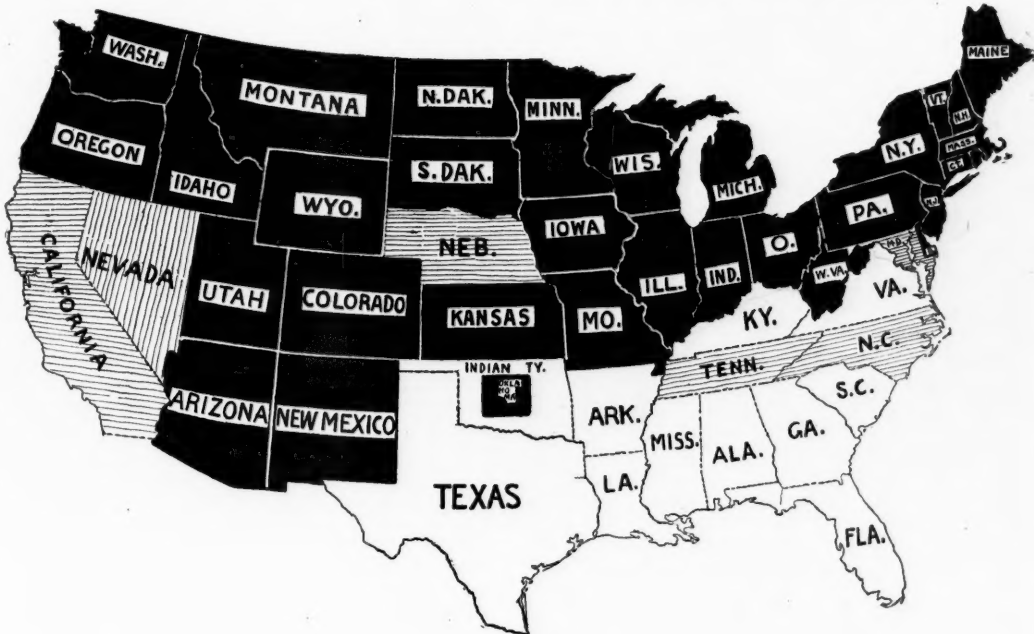 WASH.
OREGON
IDAHO
MONTANA
WYO.
N.DAK.
S.DAK.
MINN.
WIS.
MICH.
MAINE
VT.
N.H.
MASS.
CT.
N.Y.
N.J.
PA.
CALIFORNIA
NEVADA
UTAH
COLORADO
NEB.
KANSAS
IOWA
MO.
ILL.
IND.
O.
W.VA.
MD.
VA.
KY.
TENN.
N.C.
S.C.
ARIZONA
NEW MEXICO
INDIAN TY.
OKLA
HO
MA
TEXAS
ARK.
LA.
MISS.
ALA.
GA.
FLA.